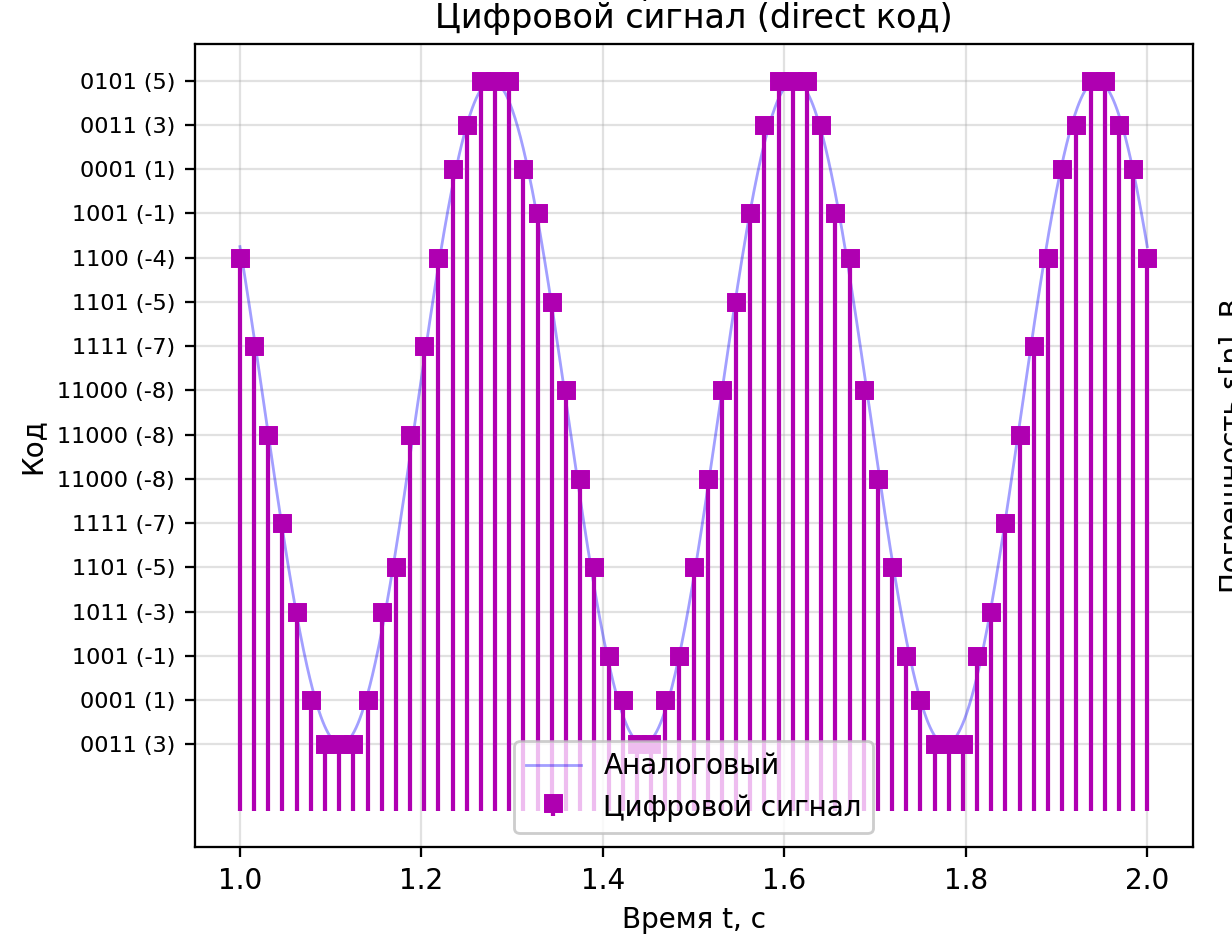 Цифровой сигнал (direct код)
0101 (5)
0011 (3)
0001 (1)
1001 (-1)
1100 (-4)
1101 (-5)
1111 (-7)
11000 (-8)
11000 (-8)
11000 (-8)
1111 (-7)
1101 (-5)
1011 (-3)
1001 (-1)
0001 (1)
0011 (3)
Код
Аналоговый
Цифровой сигнал
1.0 1.2 1.4 1.6 1.8 2.0
Время t, с